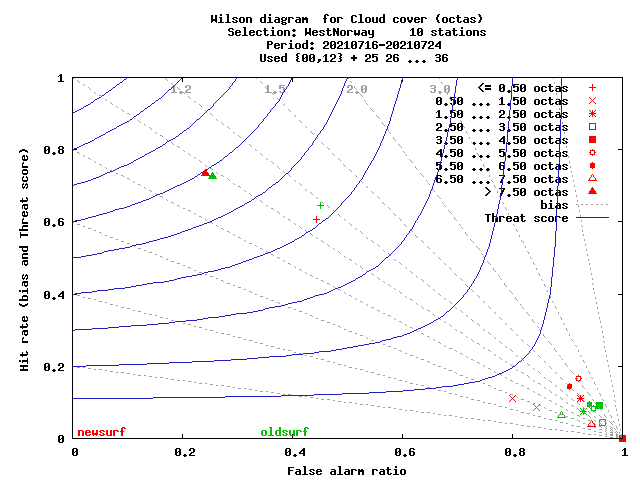 Wilson diagram  for Cloud cover (octas)
Selection: WestNorway     10 stations
Period: 20210716-20210724
Used {00,12} + 25 26 ... 36
1.2 1.5 2.0 3.0
<= 0.50 octas
0.50 ... 1.50 octas
1.50 ... 2.50 octas
2.50 ... 3.50 octas
3.50 ... 4.50 octas
4.50 ... 5.50 octas
5.50 ... 6.50 octas
6.50 ... 7.50 octas
> 7.50 octas
bias
Threat score
Hit rate (bias and Threat score)
1
0.8
0.6
0.4
0.2
0
newsurf oldsurf
0 0.2 0.4 0.6 0.8 1
False alarm ratio